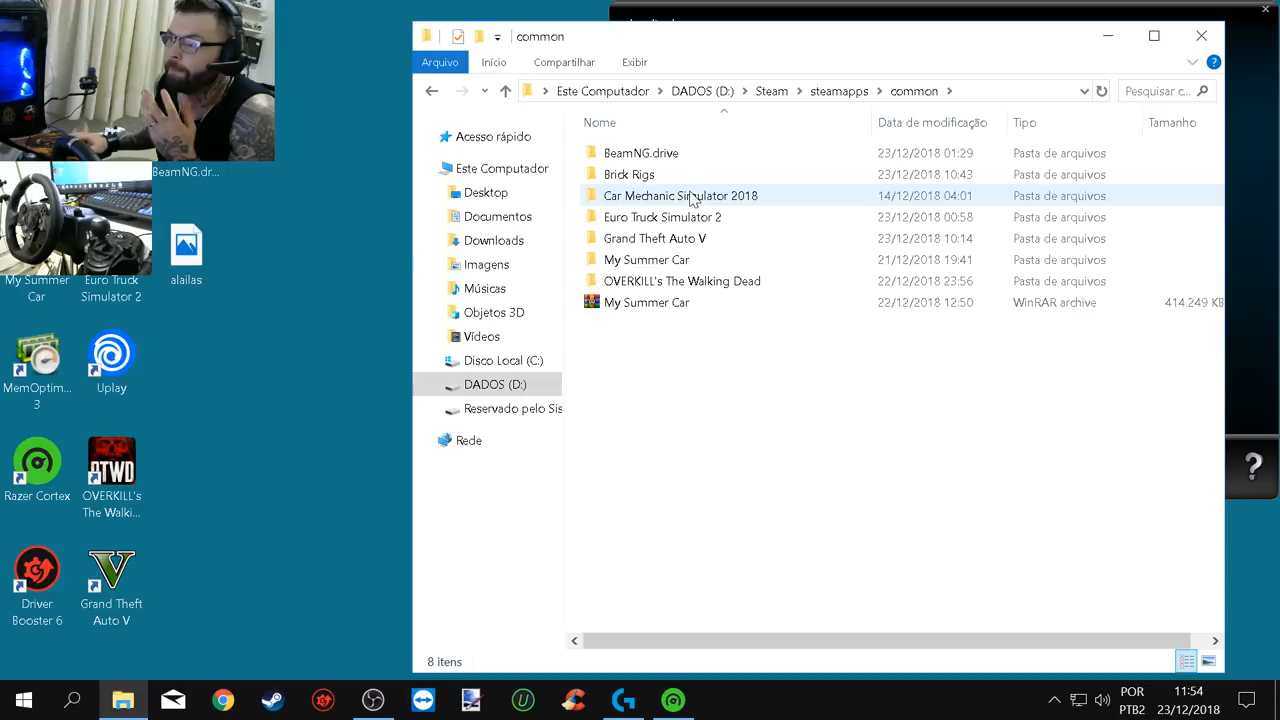 common
Arquivo Início Compartilhar Exibir
Este Computador DADOS (D:) Steam steamapps common
Pesquisar c...
Nome Data de modificação Tipo Tamanho
BeamNG.drive 23/12/2018 01:29 Pasta de arquivos
Brick Rigs 23/12/2018 10:43 Pasta de arquivos
Car Mechanic Simulator 2018 14/12/2018 04:01 Pasta de arquivos
Euro Truck Simulator 2 23/12/2018 00:58 Pasta de arquivos
Grand Theft Auto V 23/12/2018 10:14 Pasta de arquivos
My Summer Car 21/12/2018 19:41 Pasta de arquivos
OVERKILL's The Walking Dead 22/12/2018 23:56 Pasta de arquivos
My Summer Car 22/12/2018 12:50 WinRAR archive 414.249 KB
Acesso rápido
Este Computador
Desktop
Documentos
Downloads
Imagens
Músicas
Objetos 3D
Vídeos
Disco Local (C:)
DADOS (D:)
Reservado pelo Sis
Rede
8 itens
BeamNG.dr...
alailas
My Summer
Car
Euro Truck
Simulator 2
MemOptim...
3
Uplay
Razer Cortex
OTWD
OVERKILL's
The Walki...
Driver
Booster 6
Grand Theft
Auto V
POR
PTB2
11:54
23/12/2018